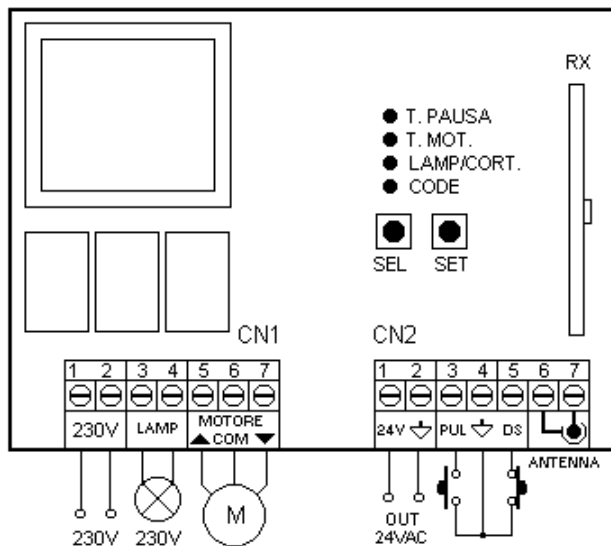 RX
T. PAUSA
T. MOT.
LAMP/CORT.
CODE
SEL SET
CN1 CN2
1 2 3 4 5 6 7
1 2 3 4 5 6 7
230V LAMP MOTORE
COM
24V PUL DS
ANTENNA
M
230V 230V
OUT
24VAC